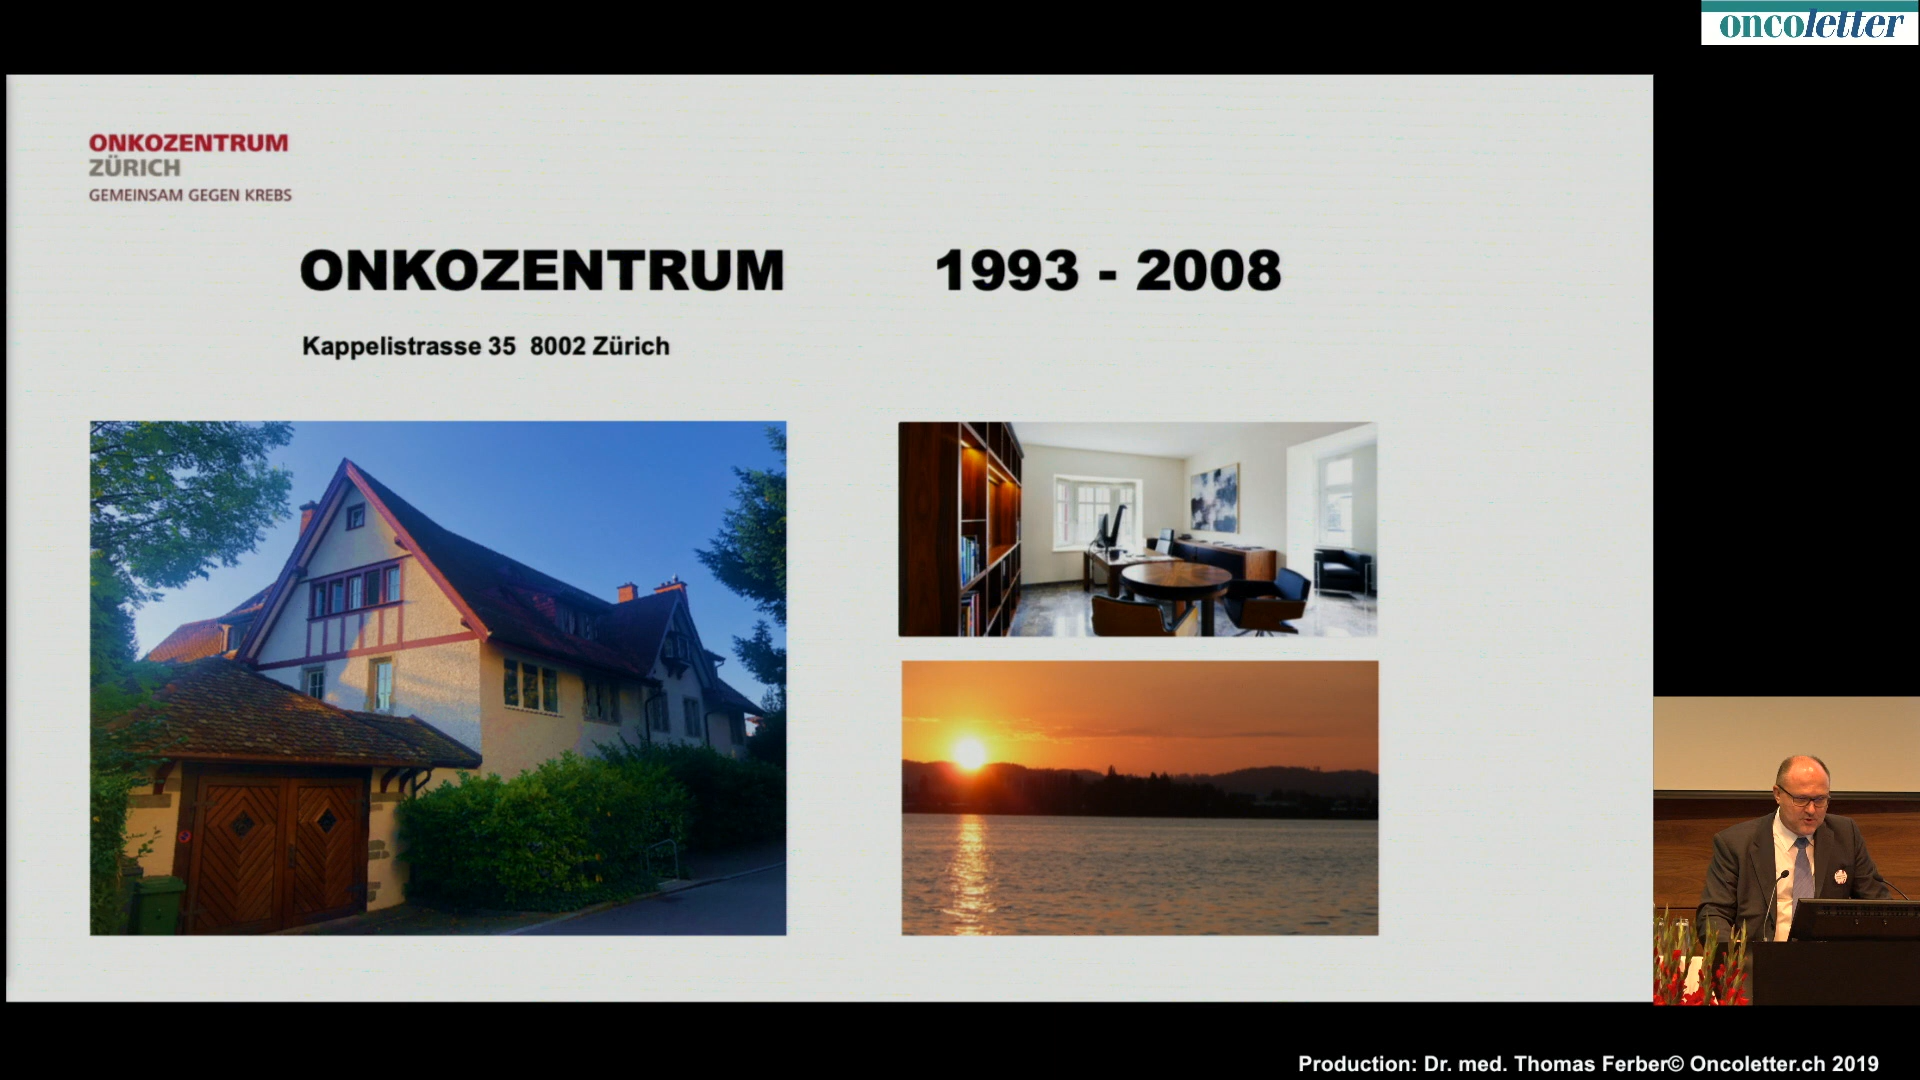 oncoletter
ONKOZENTRUM
ZÜRICH
GEMEINSAM GEGEN KREBS
ONKOZENTRUM 1993 - 2008
Kappelistrasse 35 8002 Zürich
Production: Dr. med. Thomas Ferber© Oncoletter.ch 2019